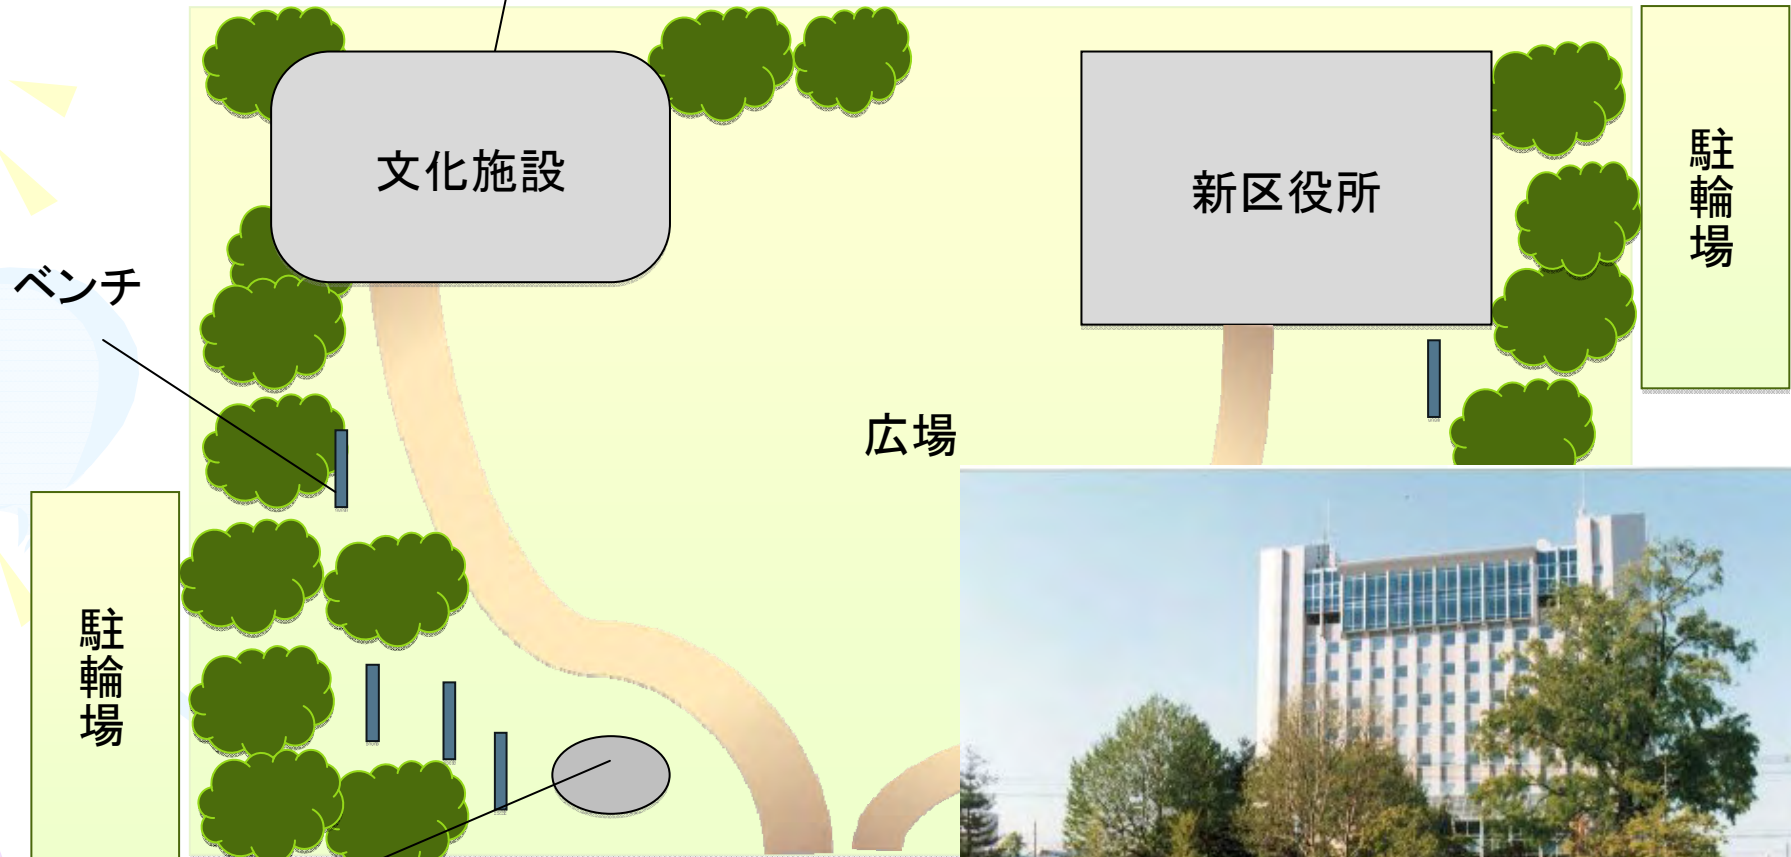 文化施設
新区役所
駐輪場
ベンチ
広場
駐輪場